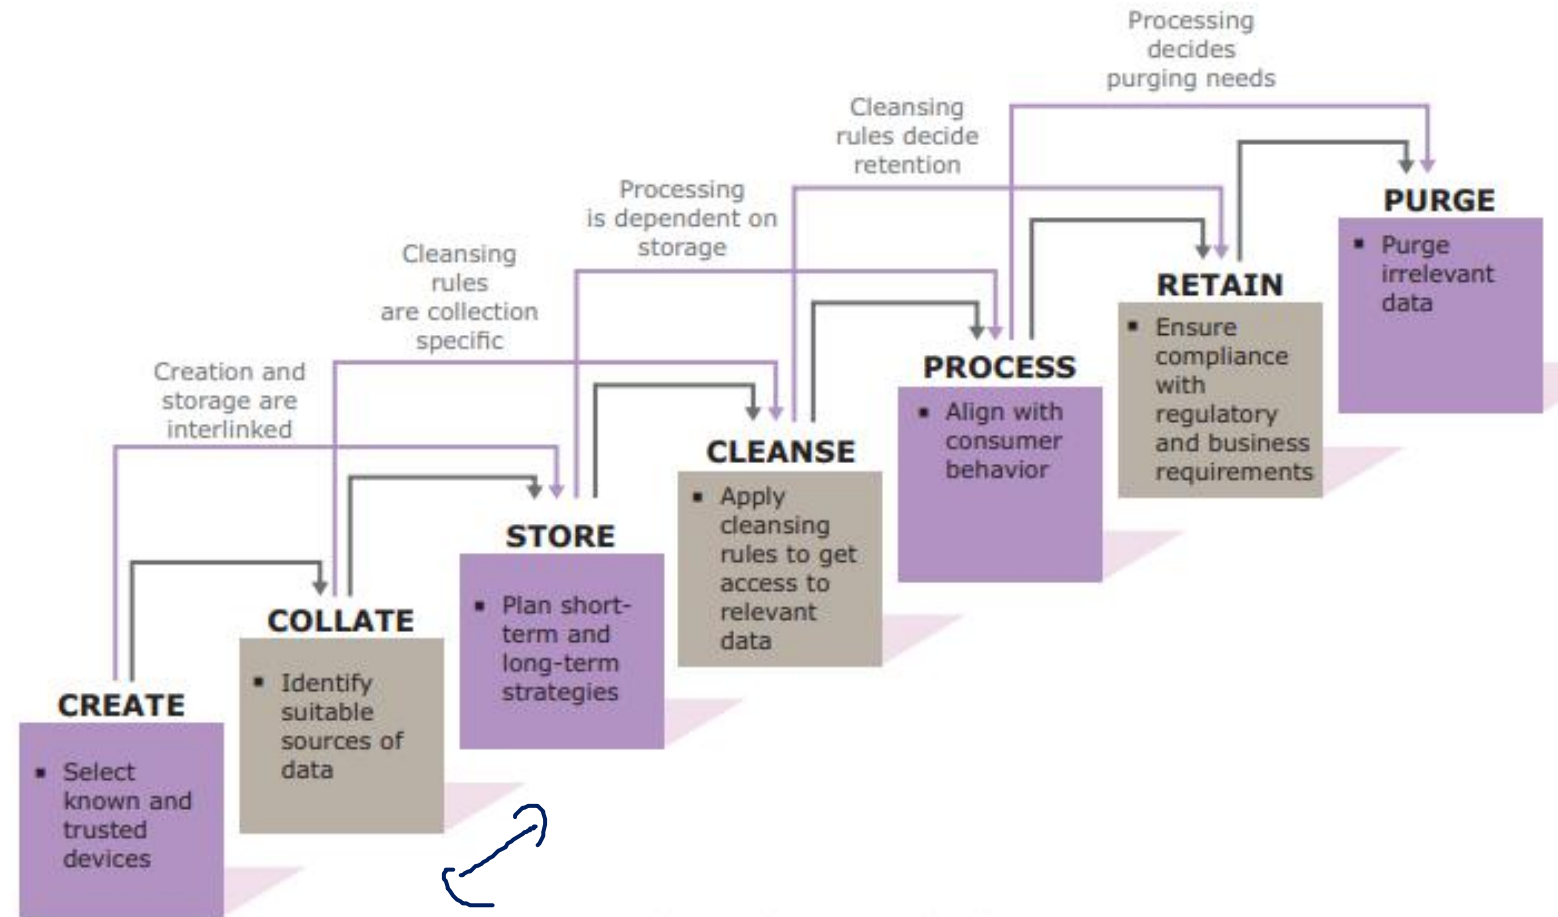 Processing
decides
purging needs
Cleansing
rules decide
retention
Processing
is dependent on
storage
Cleansing
rules
are collection
specific
Creation and
storage are
interlinked
CREATE
▪ Select
known and
trusted
devices
COLLATE
▪ Identify
suitable
sources of
data
STORE
▪ Plan short-
term and
long-term
strategies
CLEANSE
▪ Apply
cleansing
rules to get
access to
relevant
data
PROCESS
▪ Align with
consumer
behavior
RETAIN
▪ Ensure
compliance
with
regulatory
and business
requirements
PURGE
▪ Purge
irrelevant
data